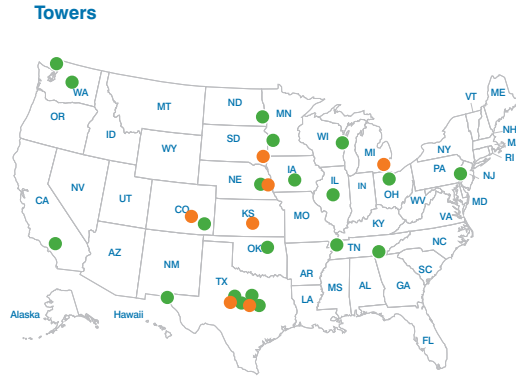 Towers
WA
MT
ND
MN
VT
ME
OR
ID
SD
WI
MI
NY
NH
WY
RI
NE
IA
PA
NJ
NV
UT
CO
IL
IN
OH
CA
KS
MO
WV
VA
MD
KY
AZ
NM
OK
TN
NC
AR
SC
TX
LA
MS
AL
GA
Alaska
Hawaii
FL